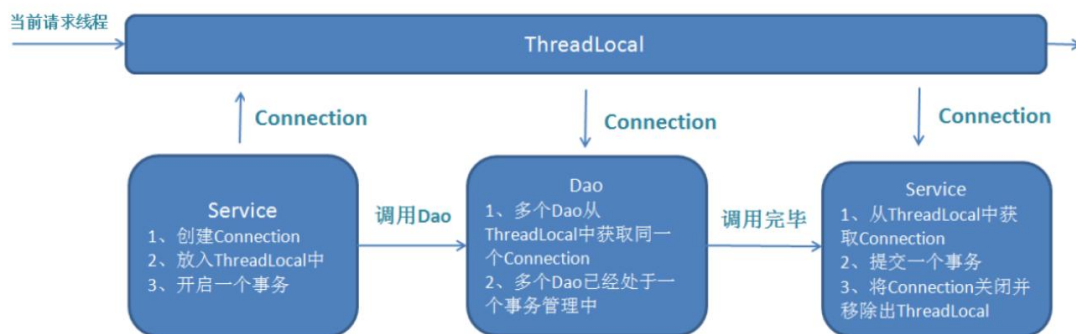 当前请求线程
ThreadLocal
Connection
Connection
Connection
Service
1、创建Connection
2、放入ThreadLocal中
3、开启一个事务
调用Dao
Dao
1、多个Dao从
ThreadLocal中获取同一
个Connection
2、多个Dao已经处于一
个事务管理中
调用完毕
Service
1、从ThreadLocal中获
取Connection
2、提交一个事务
3、将Connection关闭并
移除出ThreadLocal